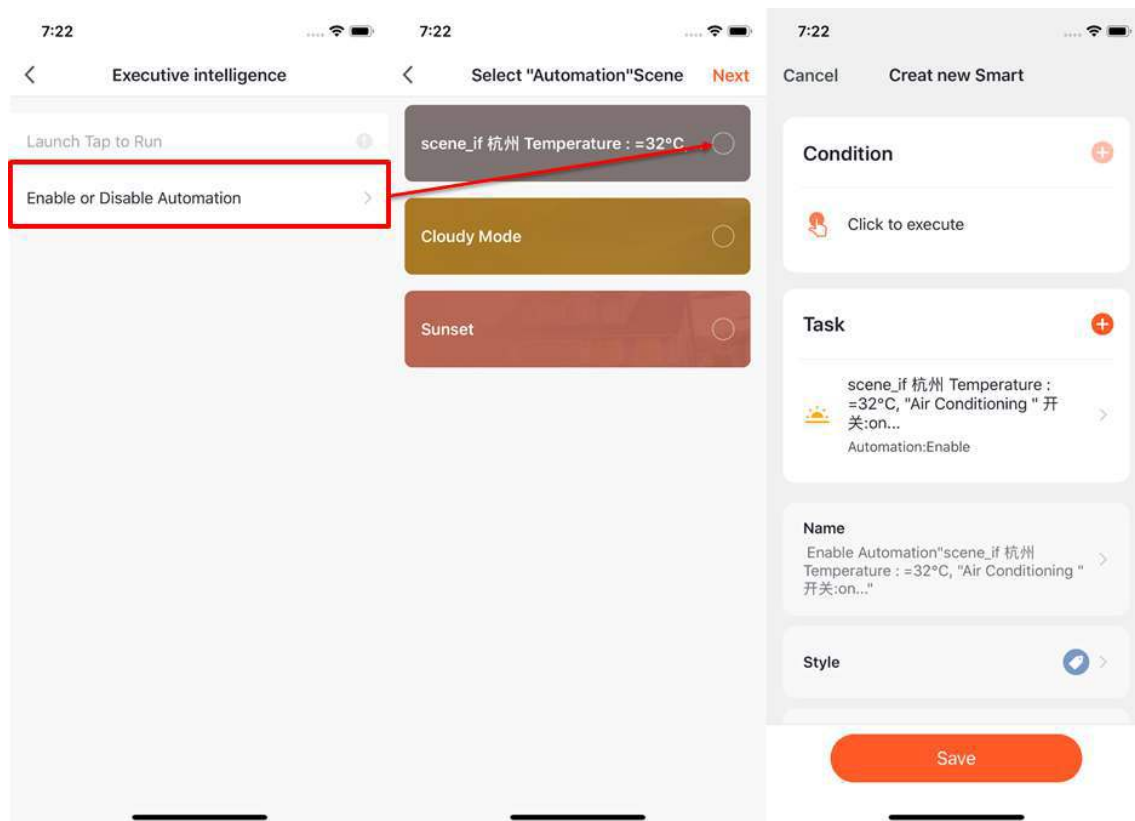 7:22
Executive intelligence
Launch Tap to Run
Enable or Disable Automation
7:22
Select "Automation"Scene
Next
scene_if 杭州 Temperature : =32°C
Cloudy Mode
Sunset
7:22
Cancel
Creat new Smart
Condition
Click to execute
Task
scene_if 杭州 Temperature :
=32°C, "Air Conditioning " 开
关:on...
Automation:Enable
Name
Enable Automation"scene_if 杭州
Temperature : =32°C, "Air Conditioning "
开关:on..."
Style
Save